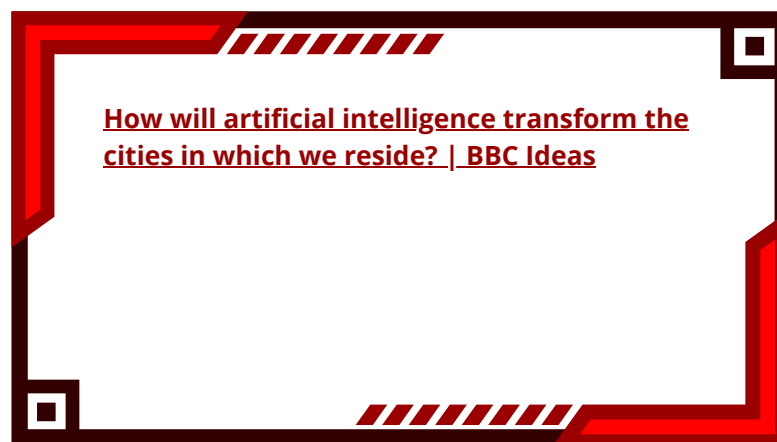 How will artificial intelligence transform the
cities in which we reside? | BBC Ideas